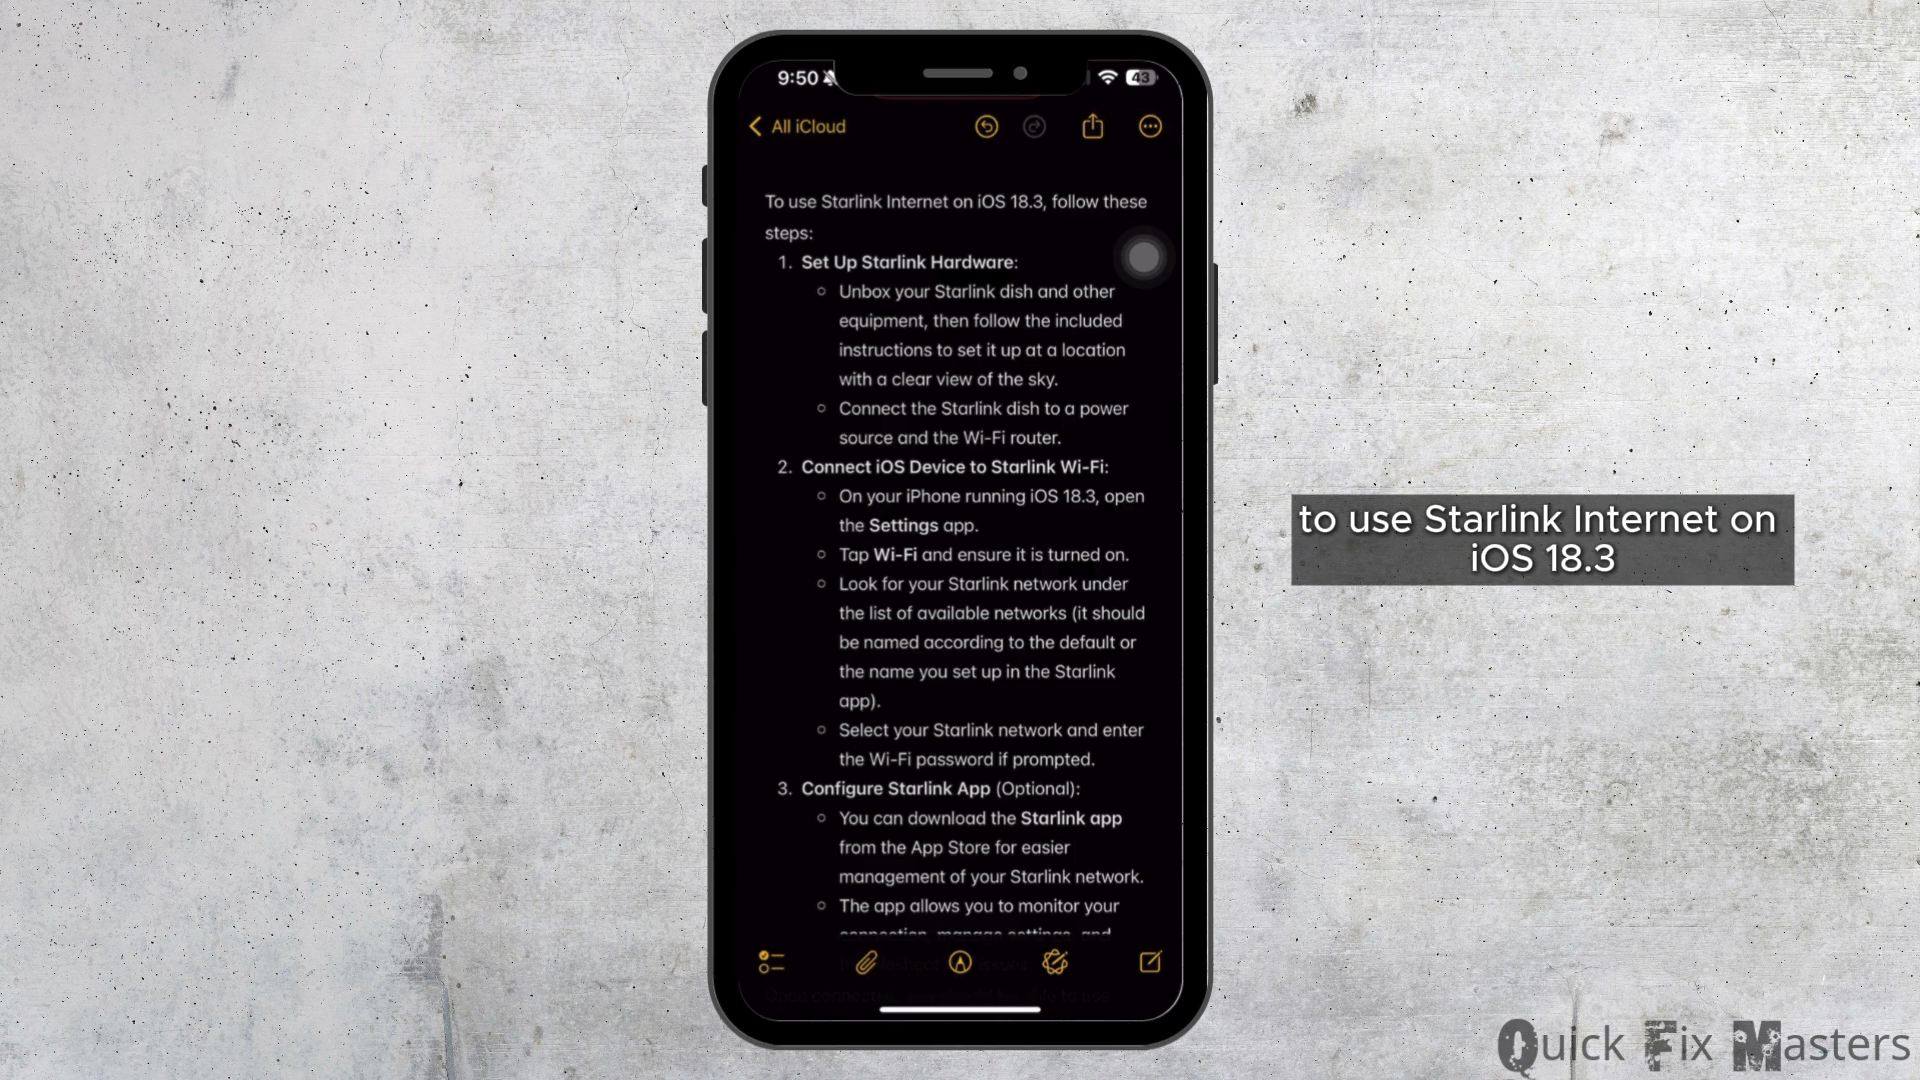 9:50
43
All iCloud
To use Starlink Internet on iOS 18.3, follow these
steps:
1. Set Up Starlink Hardware:
Unbox your Starlink dish and other
equipment, then follow the included
instructions to set it up at a location
with a clear view of the sky.
Connect the Starlink dish to a power
source and the Wi-Fi router.
2. Connect iOS Device to Starlink Wi-Fi:
On your iPhone running iOS 18.3, open
the Settings app.
Tap Wi-Fi and ensure it is turned on.
Look for your Starlink network under
the list of available networks (it should
be named according to the default or
the name you set up in the Starlink
app).
Select your Starlink network and enter
the Wi-Fi password if prompted.
3. Configure Starlink App (Optional):
You can download the Starlink app
from the App Store for easier
management of your Starlink network.
The app allows you to monitor your
connection, manage settings, and
to use Starlink Internet on
iOS 18.3
Quick Fix Masters